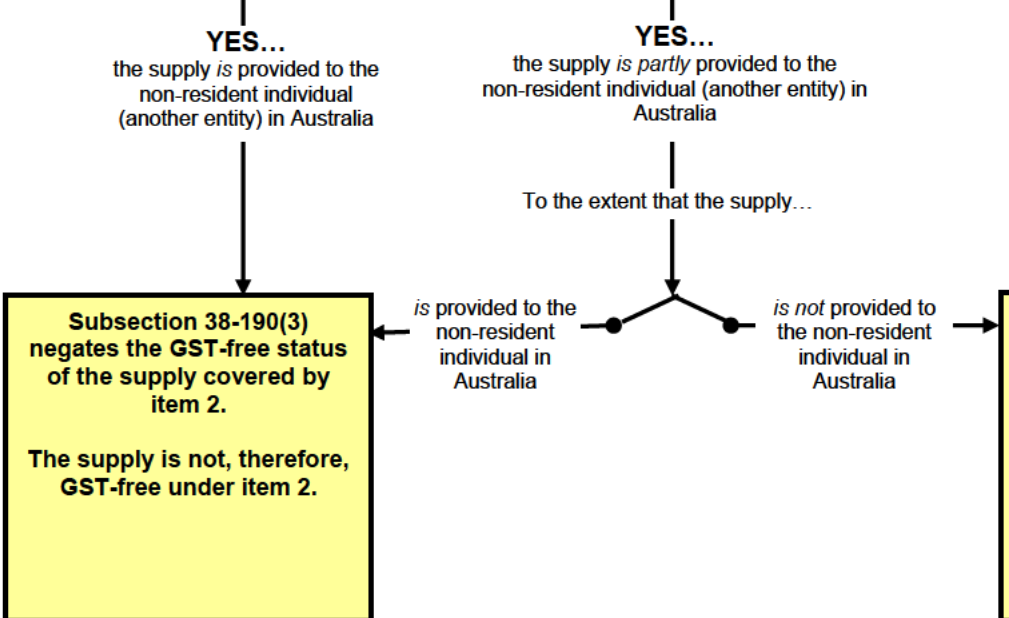 YES…
the supply is provided to the
non-resident individual
(another entity) in Australia
YES…
the supply is partly provided to the
non-resident individual (another entity) in
Australia
To the extent that the supply…
is provided to the
non-resident
individual in
Australia
is not provided to
the non-resident
individual in
Australia
Subsection 38-190(3)
negates the GST-free status
of the supply covered by
item 2.
The supply is not, therefore,
GST-free under item 2.